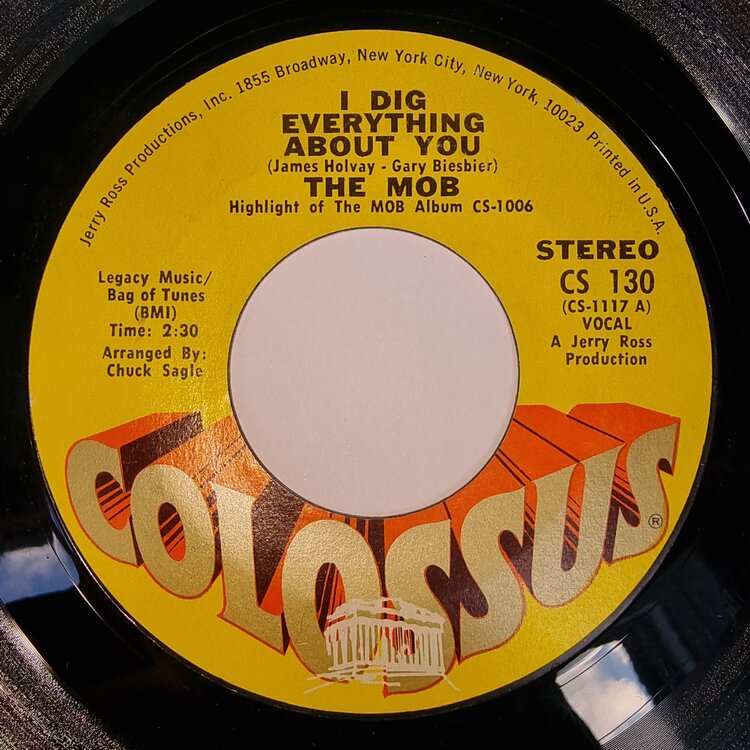 Jerry Ross Productions, Inc. 1855 Broadway, New York City, New York, 10023 Printed in U.S.A.
I DIG
EVERYTHING
ABOUT YOU
(James Holvay - Gary Biesbier)
THE MOB
Highlight of The MOB Album CS-1006
Legacy Music/
Bag of Tunes
(BMI)
Time: 2:30
Arranged By:
Chuck Sagle
STEREO
CS 130
(CS-1117 A)
VOCAL
A Jerry Ross
Production
COLOSSUS®